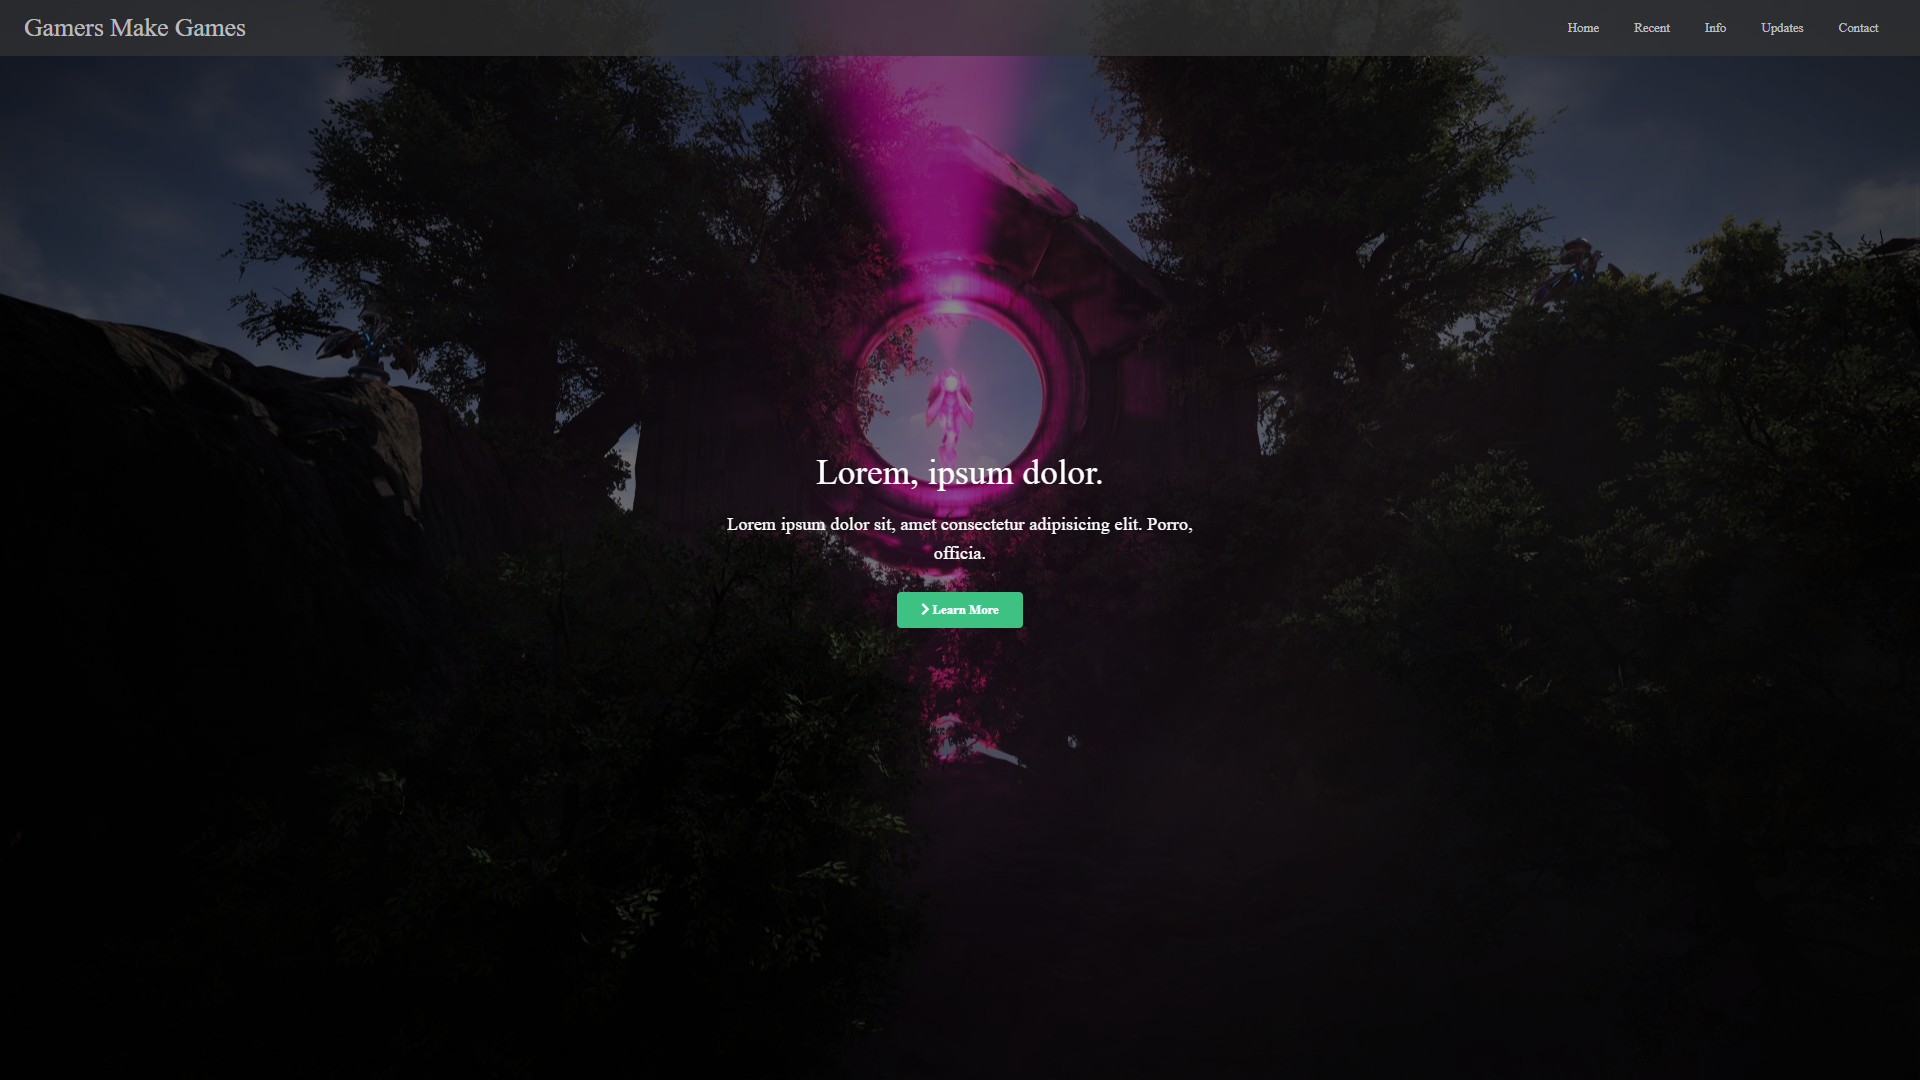 Gamers Make Games
Home Recent Info Updates Contact
Lorem, ipsum dolor.
Lorem ipsum dolor sit, amet consectetur adipisicing elit. Porro,
officia.
Learn More